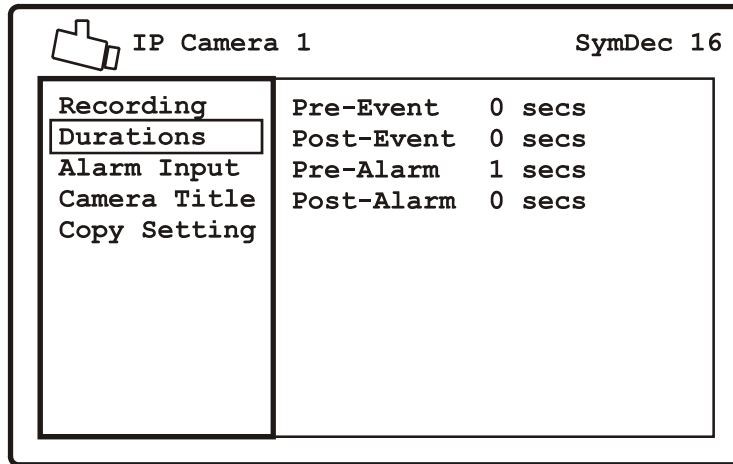 IP Camera 1 SymDec 16
Recording
Durations
Alarm Input
Camera Title
Copy Setting
Pre-Event 0 secs
Post-Event 0 secs
Pre-Alarm 1 secs
Post-Alarm 0 secs